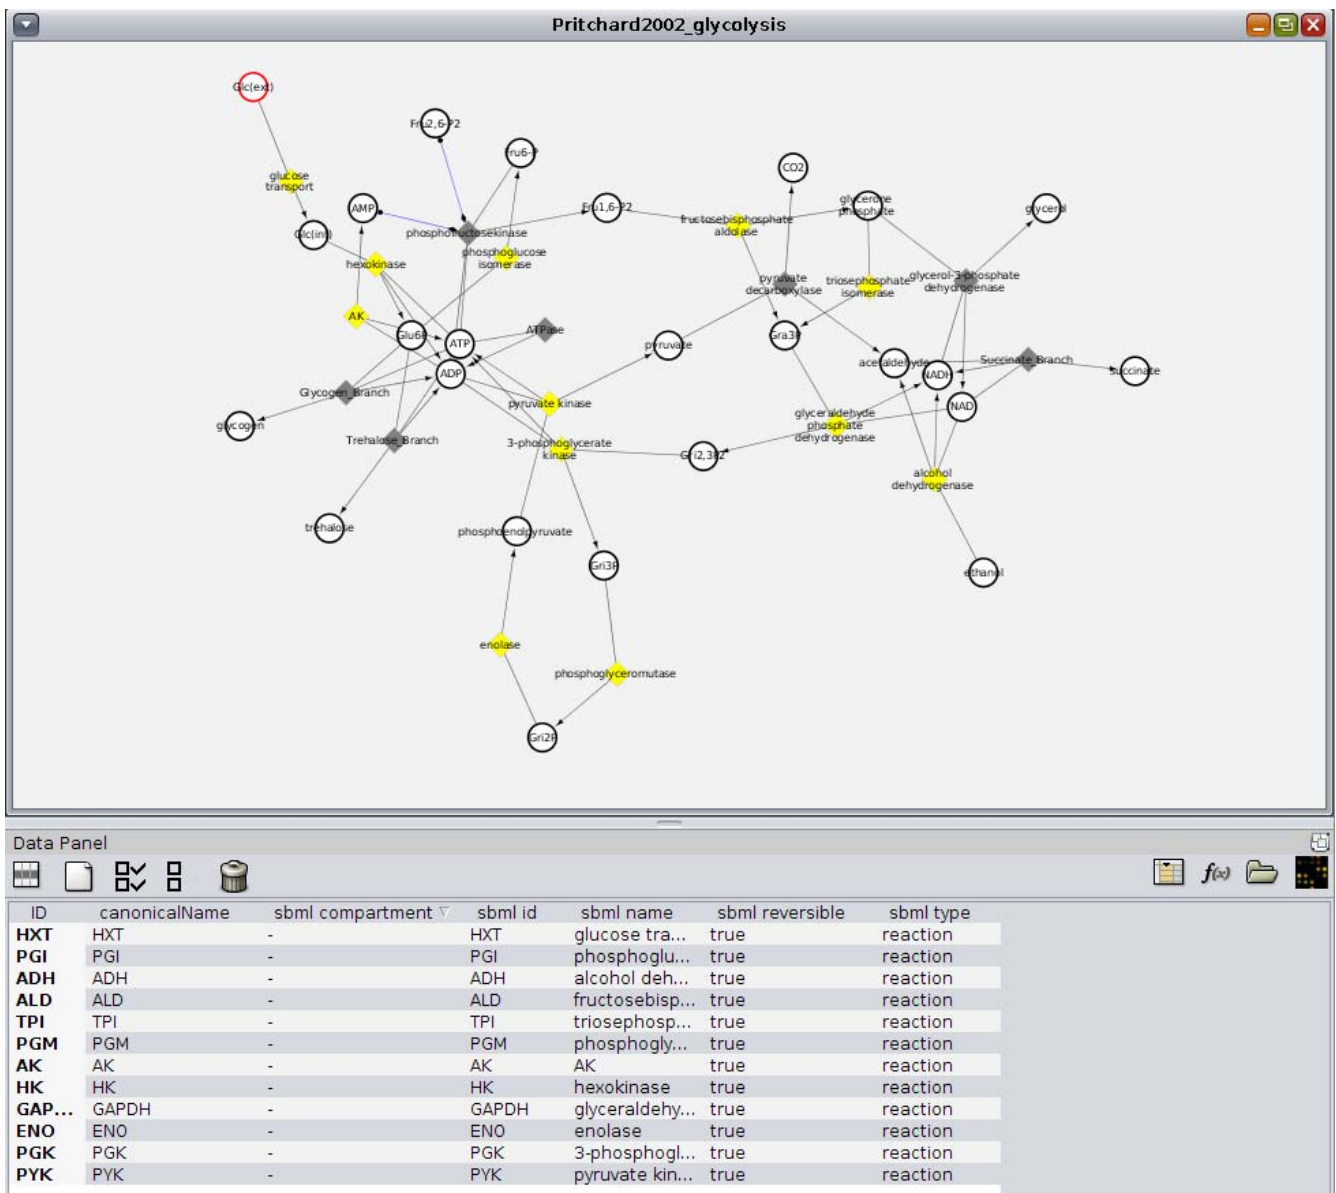 Pritchard2002_glycolysis
Glc(ext)
Fru2,6-P2
Fru6-P
CO2
glucose
transport
AMP
Fru1,6-P2
glycerone
phosphate
glycerol
Glc(int)
phosphofructosekinase
fructosebisphosphate
aldolase
hexokinase
phosphoglucose
isomerase
pyruvate
decarboxylase
triosephosphate
isomerase
glycerol-3-phosphate
dehydrogenase
AK
Glu6P
ATP
ATPase
pyruvate
Gra3P
acetaldehyde
Succinate_Branch
ADP
NADH
succinate
Glycogen_Branch
pyruvate kinase
NAD
glycogen
Trehalose_Branch
3-phosphoglycerate
kinase
Gri2,3P2
glyceraldehyde
phosphate
dehydrogenase
alcohol
dehydrogenase
trehalose
phosphoenolpyruvate
Gri3P
ethanol
enolase
phosphoglyceromutase
Gri2P
Data Panel
f(x)
ID canonicalName sbml compartment sbml id sbml name sbml reversible sbml type
HXT HXT - HXT glucose tra... true reaction
PGI PGI - PGI phosphoglu... true reaction
ADH ADH - ADH alcohol deh... true reaction
ALD ALD - ALD fructosebisp... true reaction
TPI TPI - TPI triosephosp... true reaction
PGM PGM - PGM phosphogly... true reaction
AK AK - AK AK true reaction
HK HK - HK hexokinase true reaction
GAP... GAPDH - GAPDH glyceraldehy... true reaction
ENO ENO - ENO enolase true reaction
PGK PGK - PGK 3-phosphogl... true reaction
PYK PYK - PYK pyruvate kin... true reaction